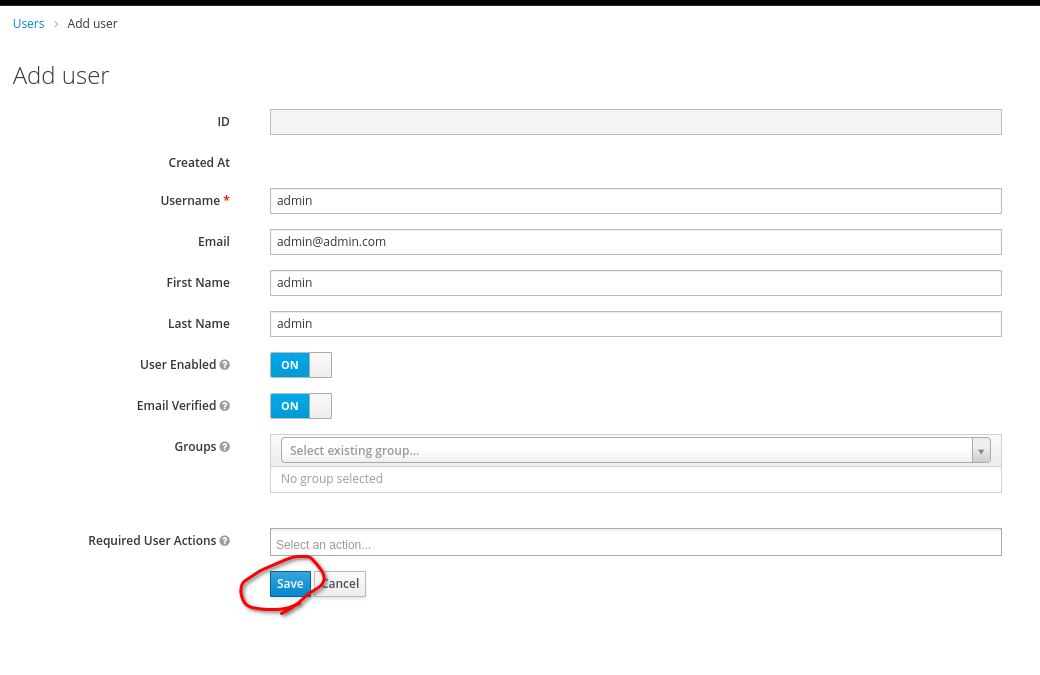 Users › Add user
Add user
ID
Created At
Username * admin
Email admin@admin.com
First Name admin
Last Name admin
User Enabled ? ON
Email Verified ? ON
Groups ? Select existing group...
No group selected
Required User Actions ? Select an action...
Save Cancel